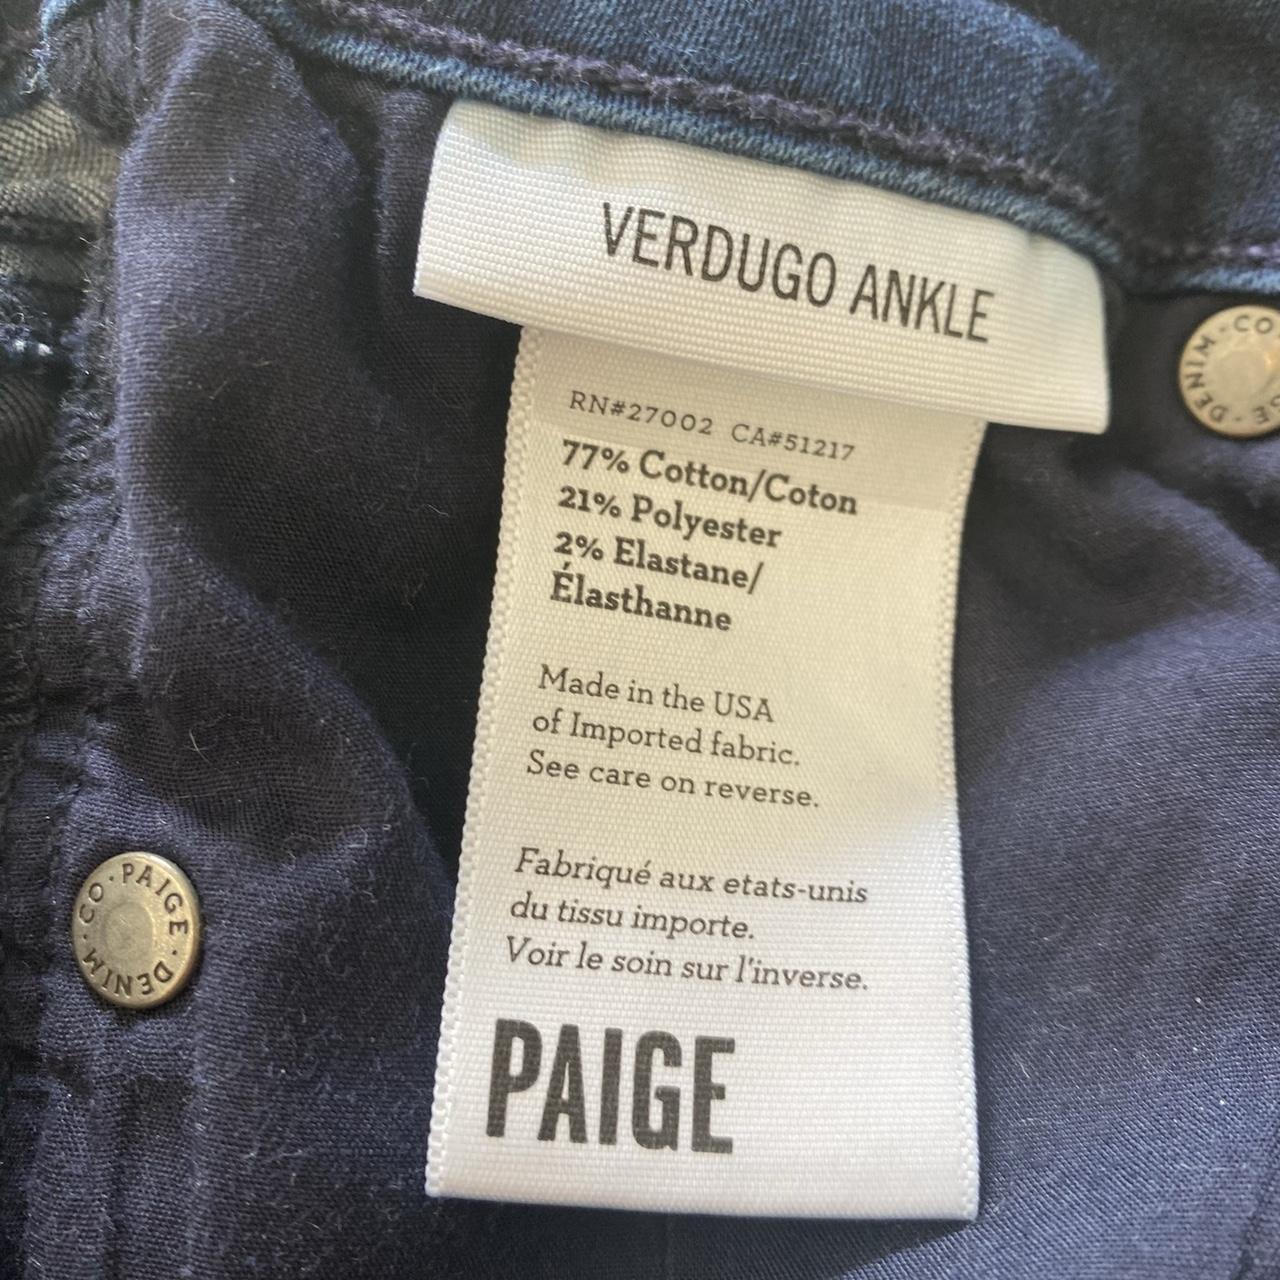 VERDUGO ANKLE
RN#27002 CA#51217
77% Cotton/Coton
21% Polyester
2% Elastane/
Élasthanne
Made in the USA
of Imported fabric.
See care on reverse.
Fabriqué aux etats-unis
du tissu importe.
Voir le soin sur l'inverse.
PAIGE
PAIGE · DENIM · CO ·
CO · DENIM ·